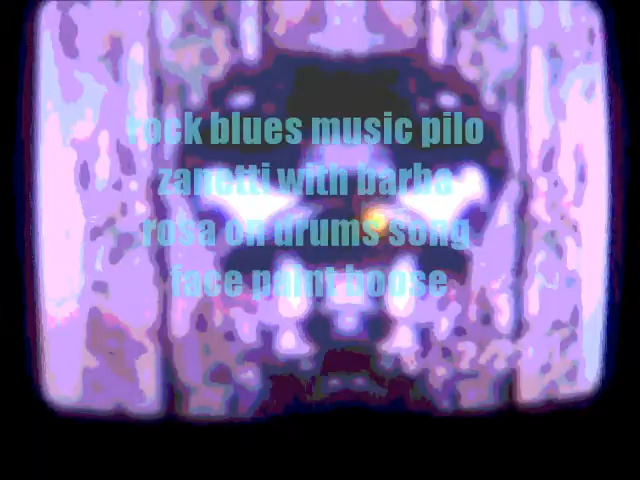 rock blues music pilo
zanetti with barba
rosa on drums song
face paint boose